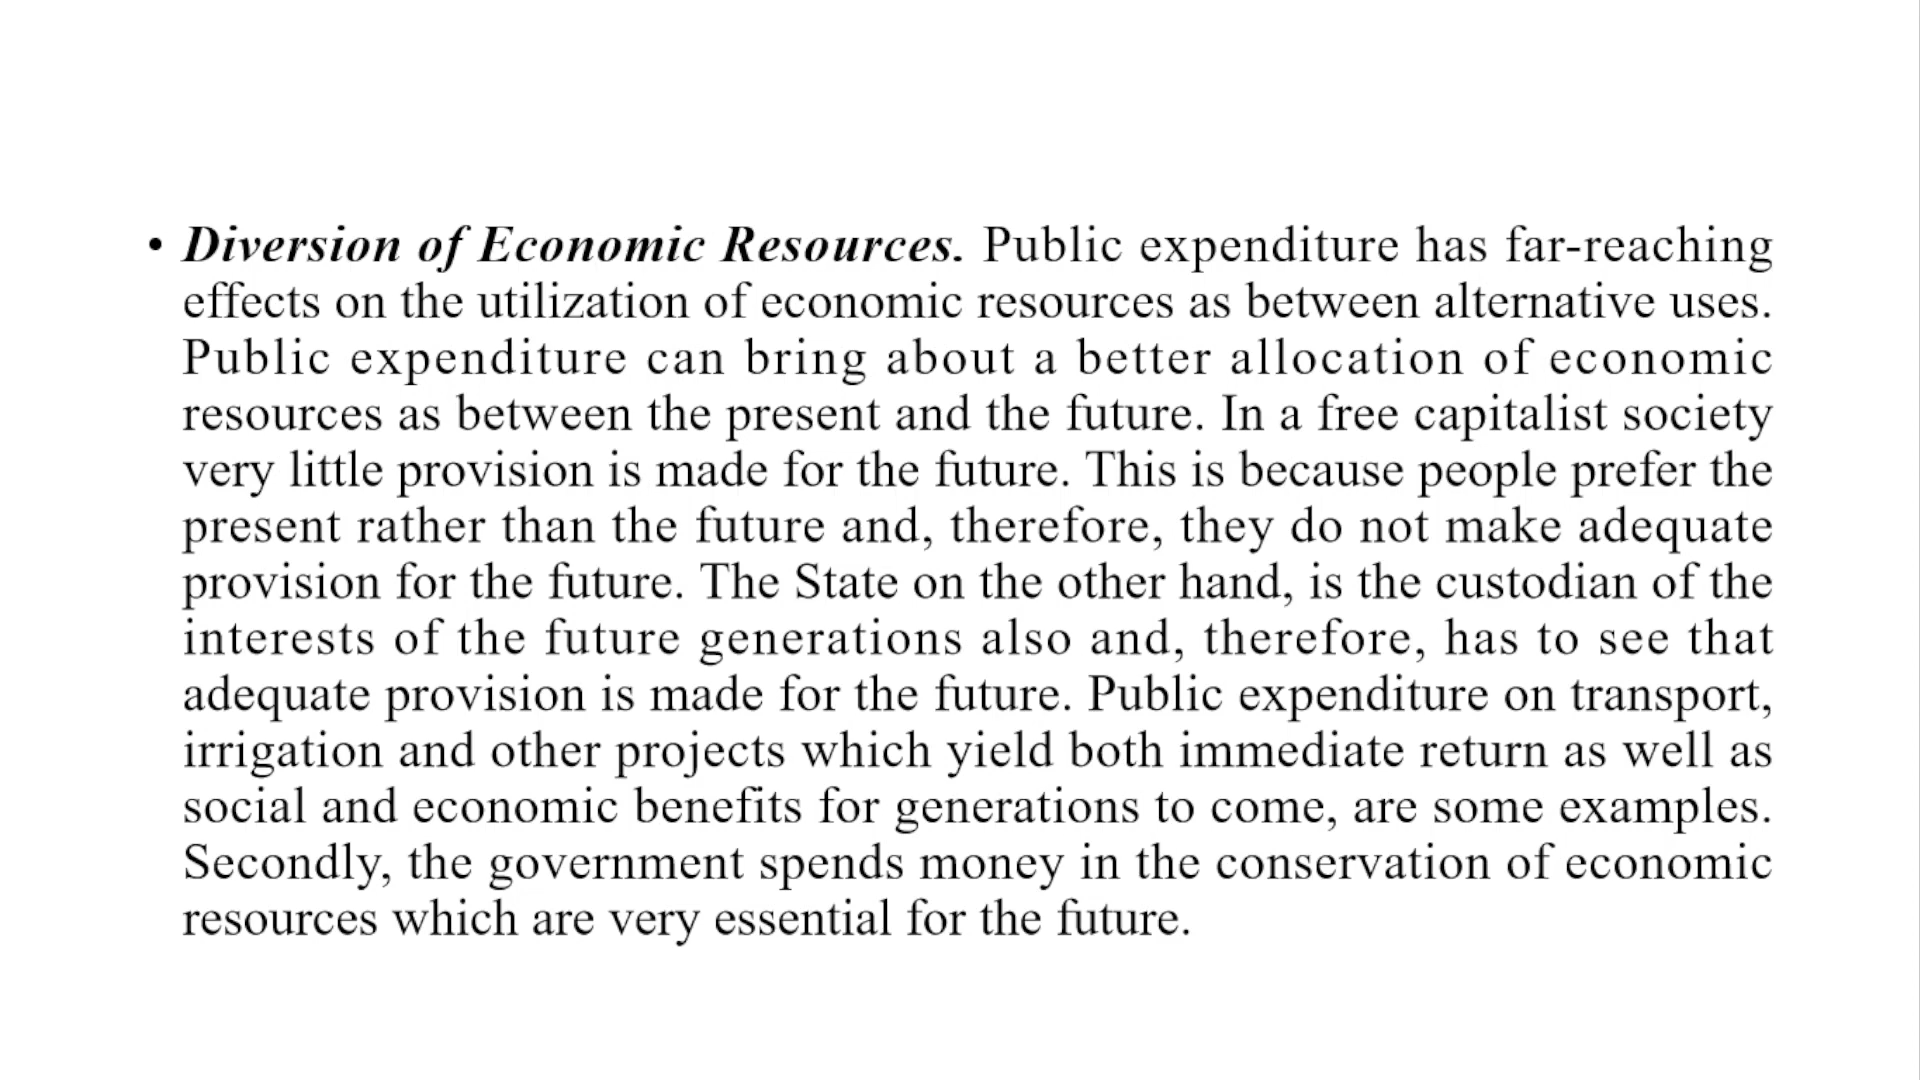 • Diversion of Economic Resources. Public expenditure has far-reaching
effects on the utilization of economic resources as between alternative uses.
Public expenditure can bring about a better allocation of economic
resources as between the present and the future. In a free capitalist society
very little provision is made for the future. This is because people prefer the
present rather than the future and, therefore, they do not make adequate
provision for the future. The State on the other hand, is the custodian of the
interests of the future generations also and, therefore, has to see that
adequate provision is made for the future. Public expenditure on transport,
irrigation and other projects which yield both immediate return as well as
social and economic benefits for generations to come, are some examples.
Secondly, the government spends money in the conservation of economic
resources which are very essential for the future.